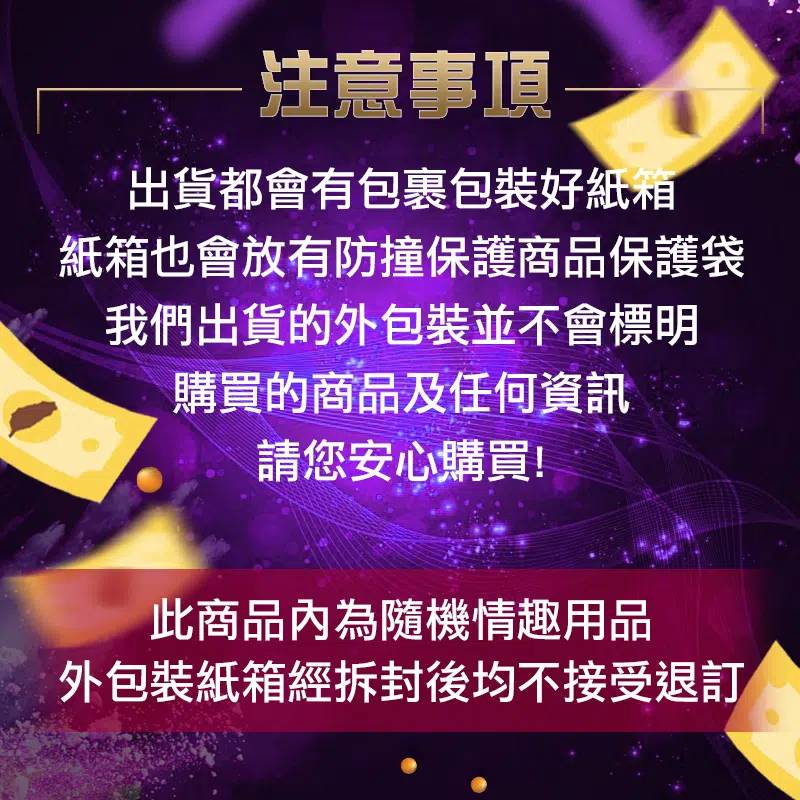 注意事項
出貨都會有包裹包裝好紙箱
紙箱也會放有防撞保護商品保護袋
我們出貨的外包裝並不會標明
購買的商品及任何資訊
請您安心購買!
此商品內為隨機情趣用品
外包裝紙箱經拆封後均不接受退訂